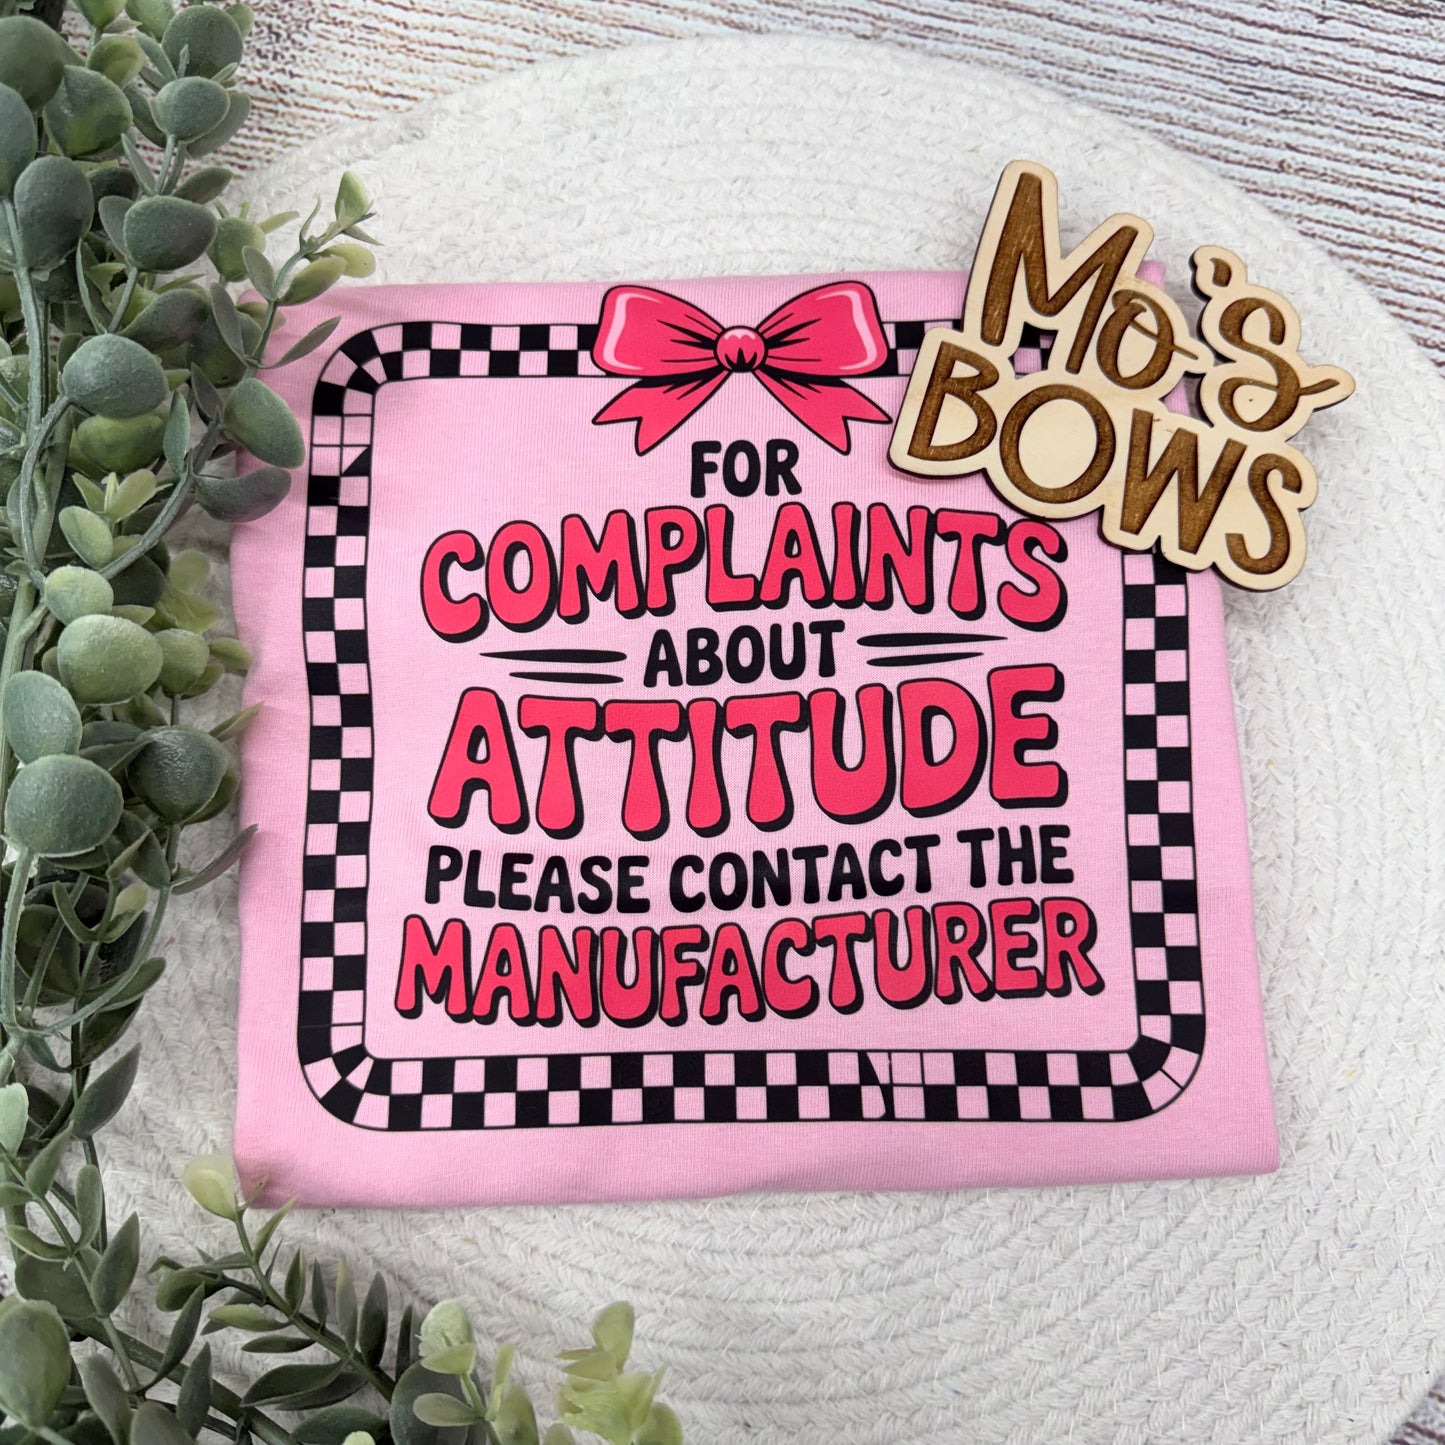 Mo's
BOWS
FOR
COMPLAINTS
ABOUT
ATTITUDE
PLEASE CONTACT THE
MANUFACTURER